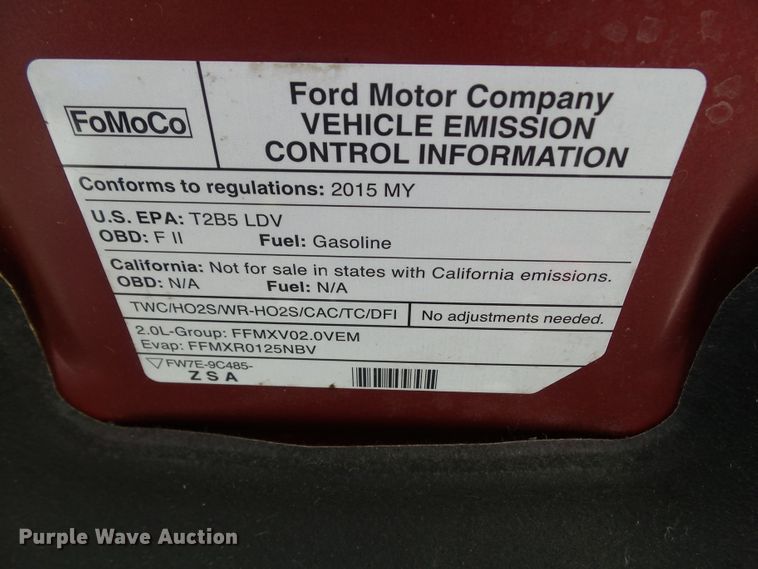 FoMoCo
Ford Motor Company
VEHICLE EMISSION
CONTROL INFORMATION
Conforms to regulations: 2015 MY
U.S. EPA: T2B5 LDV
OBD: F II Fuel: Gasoline
California: Not for sale in states with California emissions.
OBD: N/A Fuel: N/A
TWC/HO2S/WR-HO2S/CAC/TC/DFI No adjustments needed.
2.0L-Group: FFMXV02.0VEM
Evap: FFMXR0125NBV
FW7E-9C485-
Z S A
Purple Wave Auction